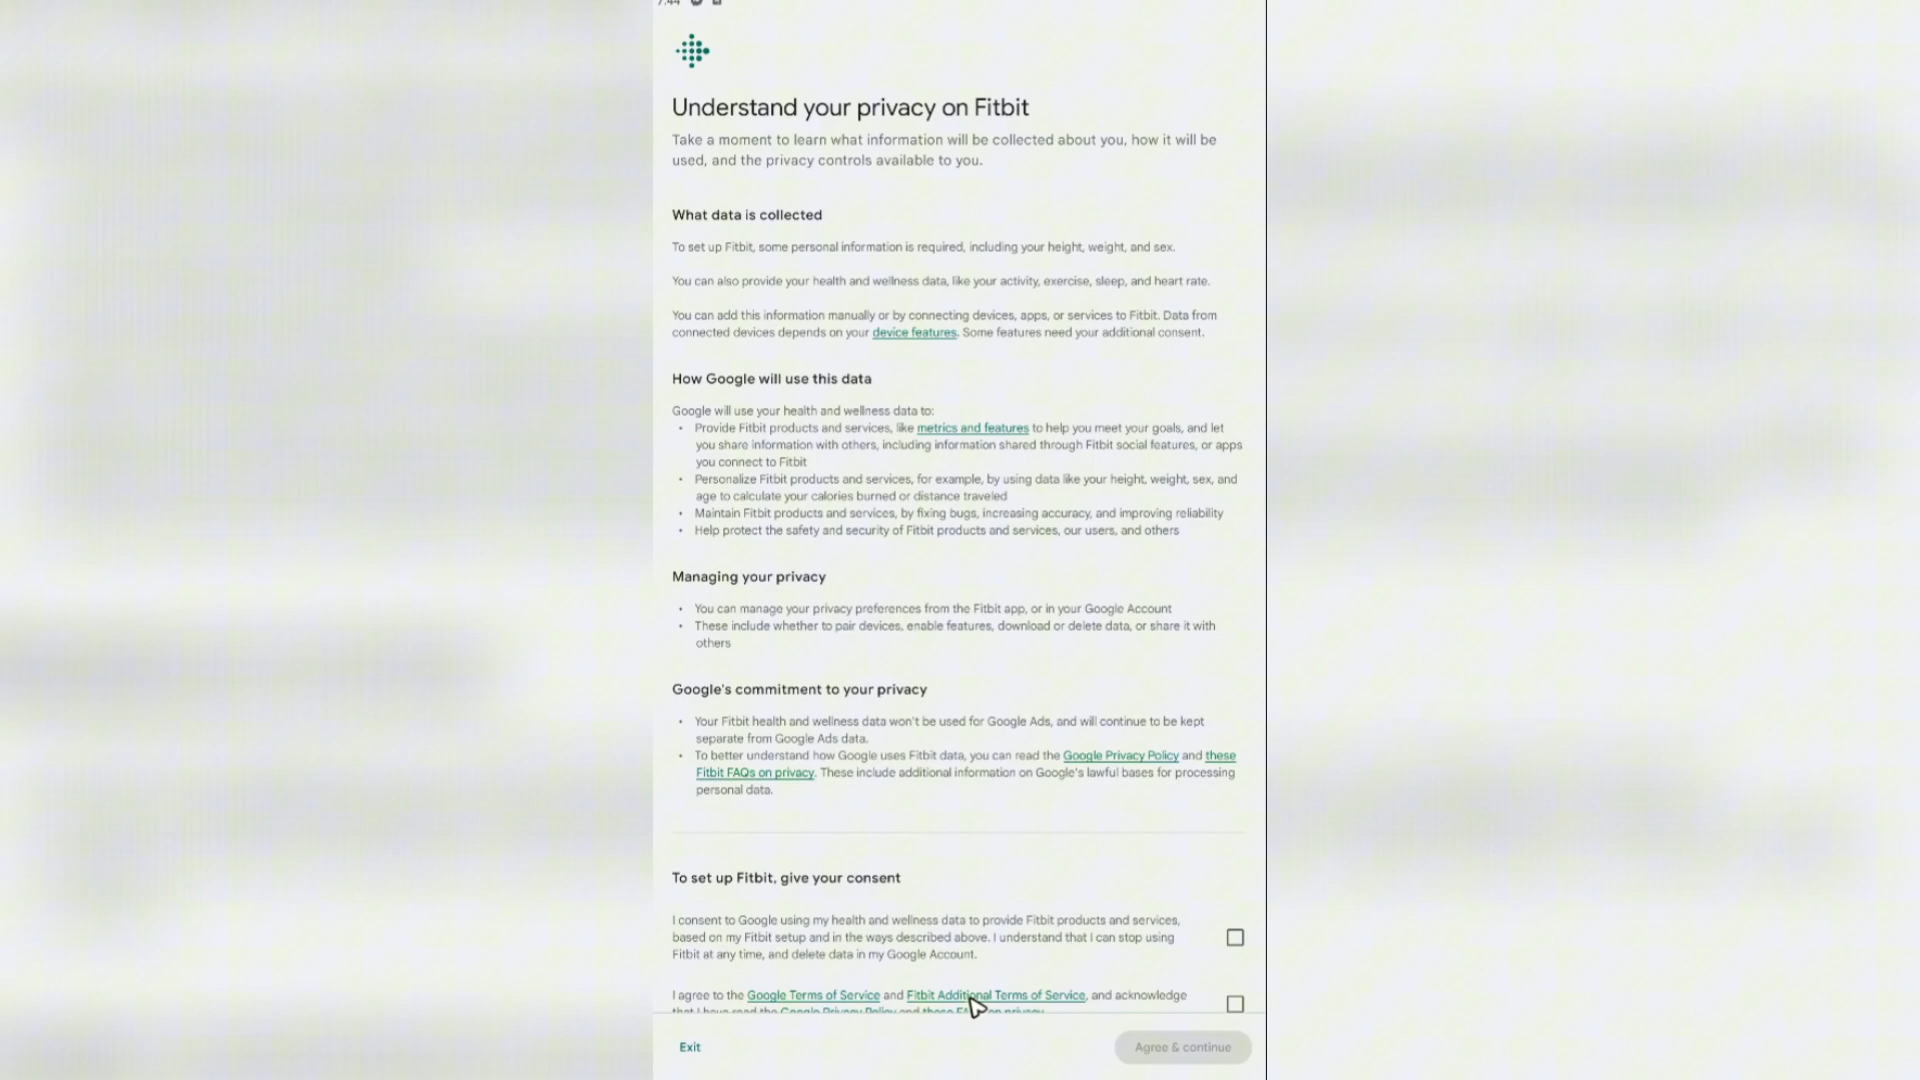 7:44
Understand your privacy on Fitbit
Take a moment to learn what information will be collected about you, how it will be
used, and the privacy controls available to you.
What data is collected
To set up Fitbit, some personal information is required, including your height, weight, and sex.
You can also provide your health and wellness data, like your activity, exercise, sleep, and heart rate.
You can add this information manually or by connecting devices, apps, or services to Fitbit. Data from
connected devices depends on your device features. Some features need your additional consent.
How Google will use this data
Google will use your health and wellness data to:
• Provide Fitbit products and services, like metrics and features to help you meet your goals, and let
you share information with others, including information shared through Fitbit social features, or apps
you connect to Fitbit
• Personalize Fitbit products and services, for example, by using data like your height, weight, sex, and
age to calculate your calories burned or distance traveled
• Maintain Fitbit products and services, by fixing bugs, increasing accuracy, and improving reliability
• Help protect the safety and security of Fitbit products and services, our users, and others
Managing your privacy
• You can manage your privacy preferences from the Fitbit app, or in your Google Account
• These include whether to pair devices, enable features, download or delete data, or share it with
others
Google's commitment to your privacy
• Your Fitbit health and wellness data won't be used for Google Ads, and will continue to be kept
separate from Google Ads data.
• To better understand how Google uses Fitbit data, you can read the Google Privacy Policy and these
Fitbit FAQs on privacy. These include additional information on Google's lawful bases for processing
personal data.
To set up Fitbit, give your consent
I consent to Google using my health and wellness data to provide Fitbit products and services,
based on my Fitbit setup and in the ways described above. I understand that I can stop using
Fitbit at any time, and delete data in my Google Account.
I agree to the Google Terms of Service and Fitbit Additional Terms of Service, and acknowledge
that I have read the Google Privacy Policy and these on privacy.
Exit
Agree & continue